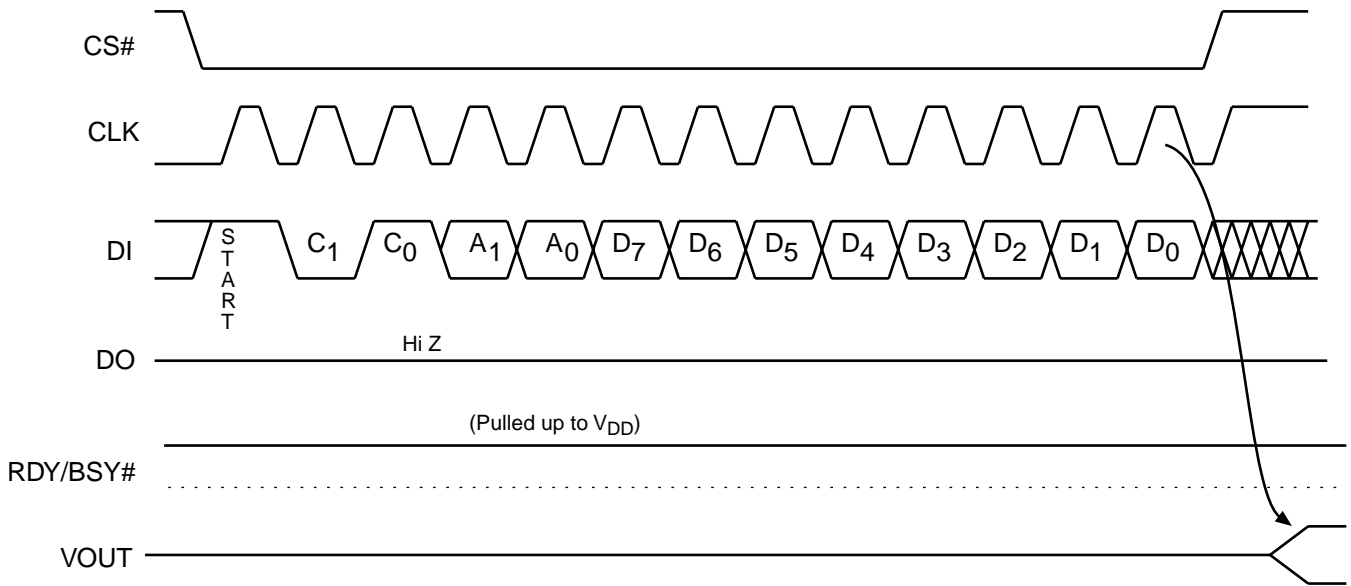 CS#
CLK
DI
START
C1 C0 A1 A0 D7 D6 D5 D4 D3 D2 D1 D0
Hi Z
DO
(Pulled up to VDD)
RDY/BSY#
VOUT